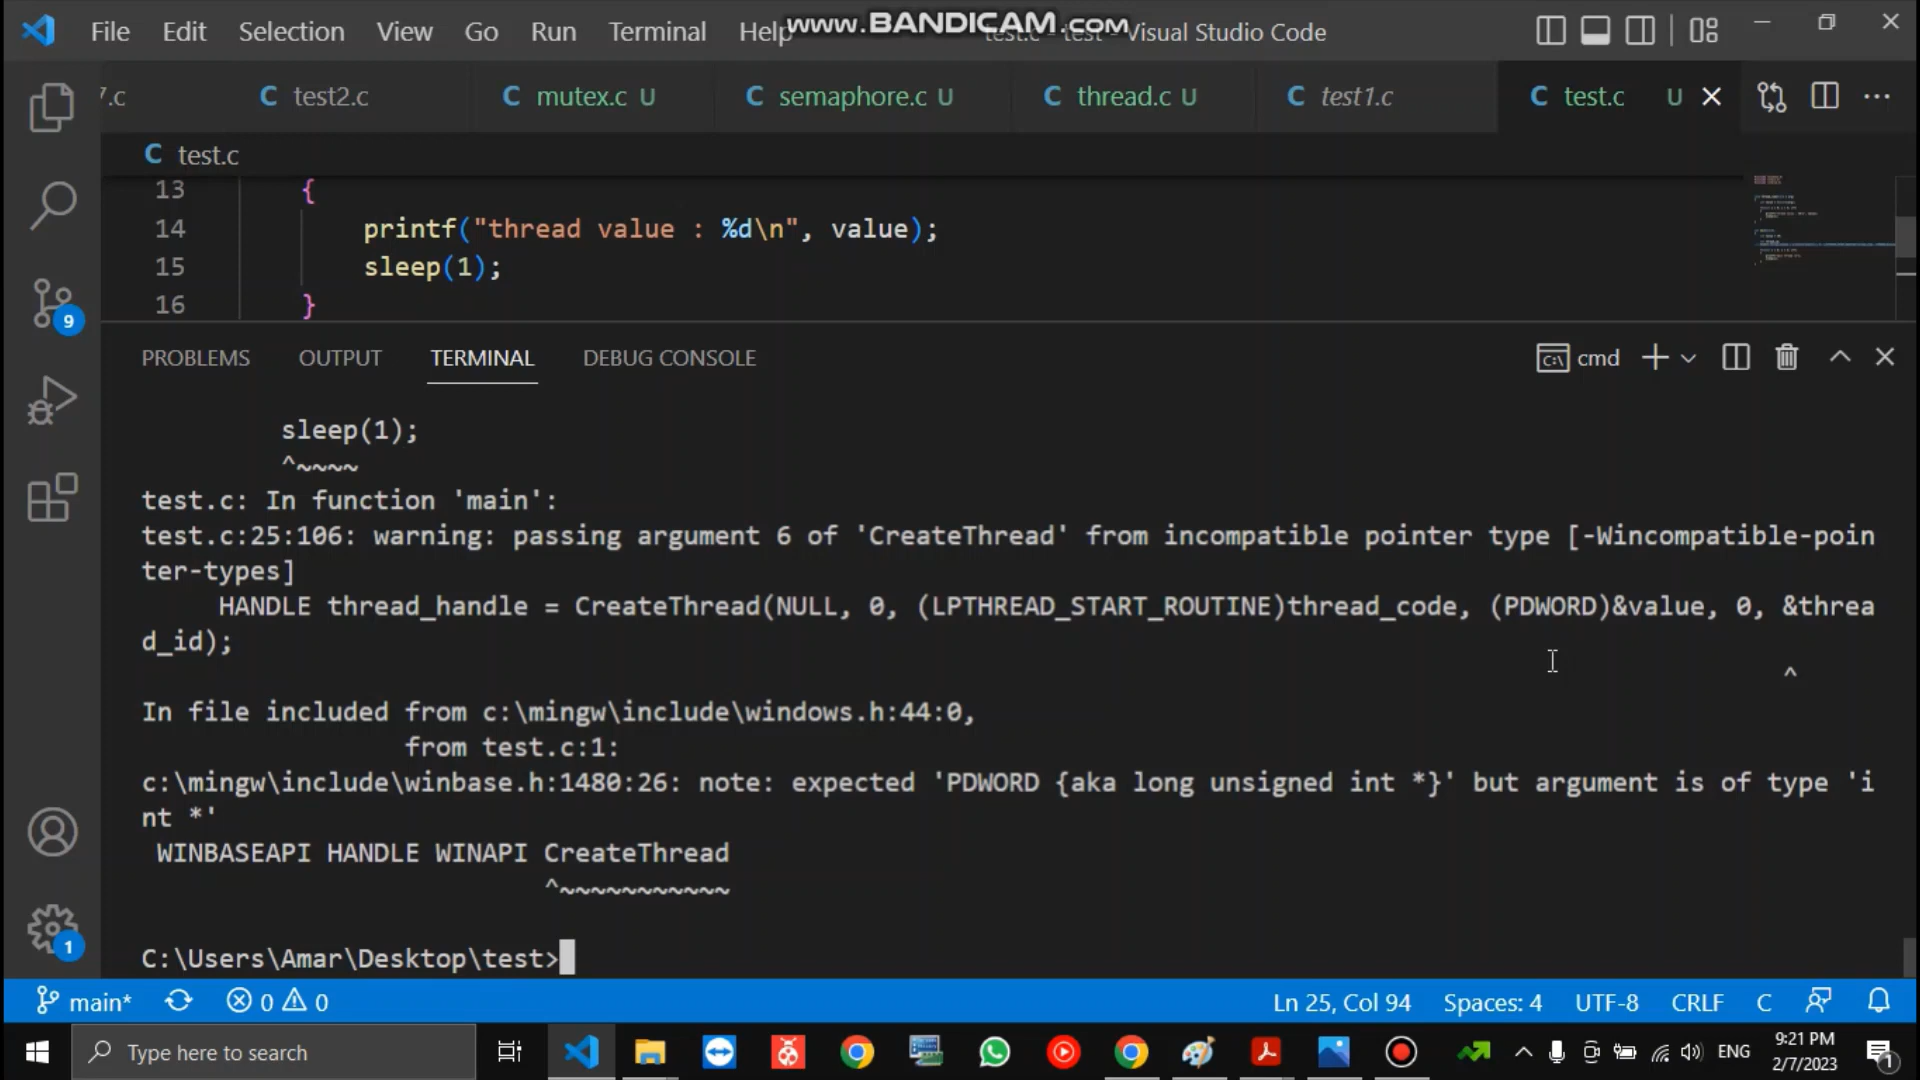 www.BANDICAM.com
File Edit Selection View Go Run Terminal Help test.c - test - Visual Studio Code
7.c test2.c mutex.c U semaphore.c U thread.c U test1.c test.c U
test.c
13 {
14 printf("thread value : %d\n", value);
15 sleep(1);
16 }
PROBLEMS OUTPUT TERMINAL DEBUG CONSOLE cmd
sleep(1);
^~~~~
test.c: In function 'main':
test.c:25:106: warning: passing argument 6 of 'CreateThread' from incompatible pointer type [-Wincompatible-poin
ter-types]
HANDLE thread_handle = CreateThread(NULL, 0, (LPTHREAD_START_ROUTINE)thread_code, (PDWORD)&value, 0, &threa
d_id);
^
In file included from c:\mingw\include\windows.h:44:0,
from test.c:1:
c:\mingw\include\winbase.h:1480:26: note: expected 'PDWORD {aka long unsigned int *}' but argument is of type 'i
nt *'
WINBASEAPI HANDLE WINAPI CreateThread
^~~~~~~~~~~~
C:\Users\Amar\Desktop\test>
main* 0 0 Ln 25, Col 94 Spaces: 4 UTF-8 CRLF C
Type here to search ENG 9:21 PM
2/7/2023
9
1
1